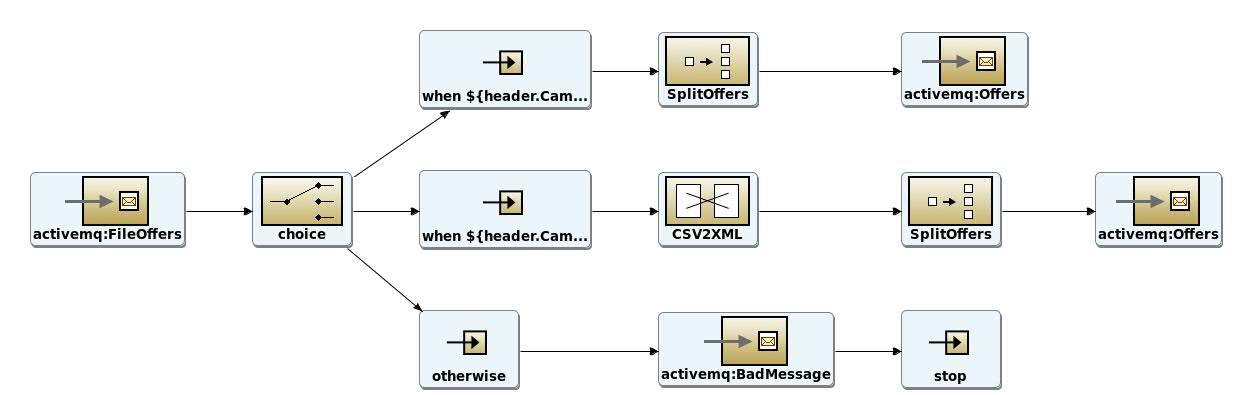 when ${header.Cam...
SplitOffers
activemq:Offers
activemq:FileOffers
choice
when ${header.Cam...
CSV2XML
SplitOffers
activemq:Offers
otherwise
activemq:BadMessage
stop